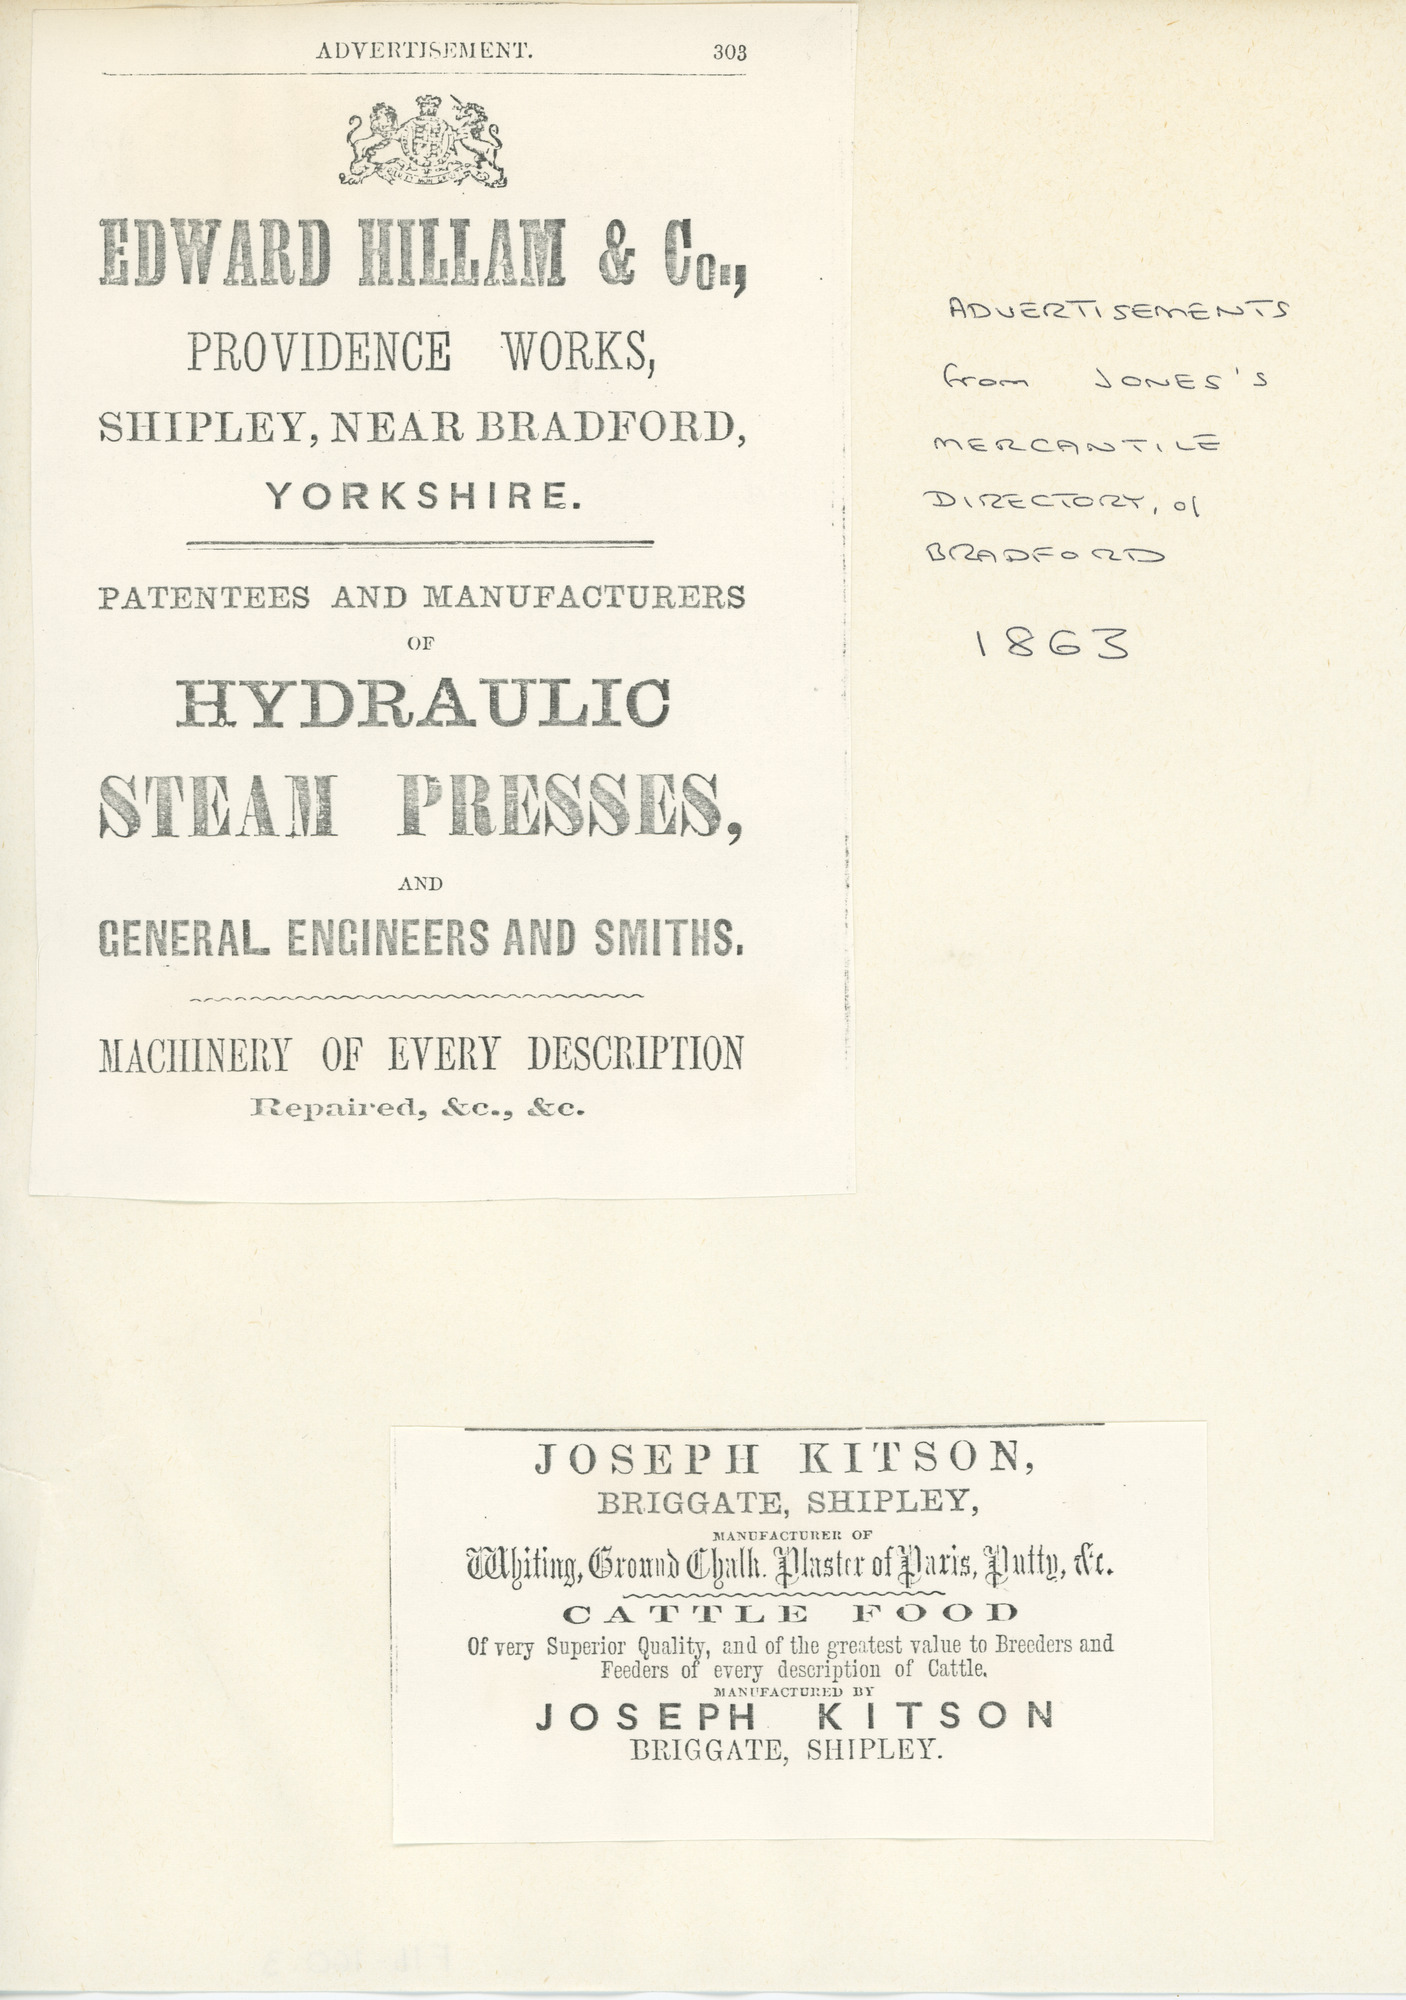 ADVERTISEMENT. 303
EDWARD HILLAM & Co.,
PROVIDENCE WORKS,
SHIPLEY, NEAR BRADFORD,
YORKSHIRE.
PATENTEES AND MANUFACTURERS
OF
HYDRAULIC
STEAM PRESSES,
AND
GENERAL ENGINEERS AND SMITHS.
MACHINERY OF EVERY DESCRIPTION
Repaired, &c., &c.
ADVERTISEMENTS
from JONES'S
MERCANTILE
DIRECTORY, of
BRADFORD
1863
JOSEPH KITSON,
BRIGGATE, SHIPLEY,
MANUFACTURER OF
Whiting, Ground Chalk. Plaster of Paris, Putty, &c.
CATTLE FOOD
Of very Superior Quality, and of the greatest value to Breeders and
Feeders of every description of Cattle.
MANUFACTURED BY
JOSEPH KITSON
BRIGGATE, SHIPLEY.